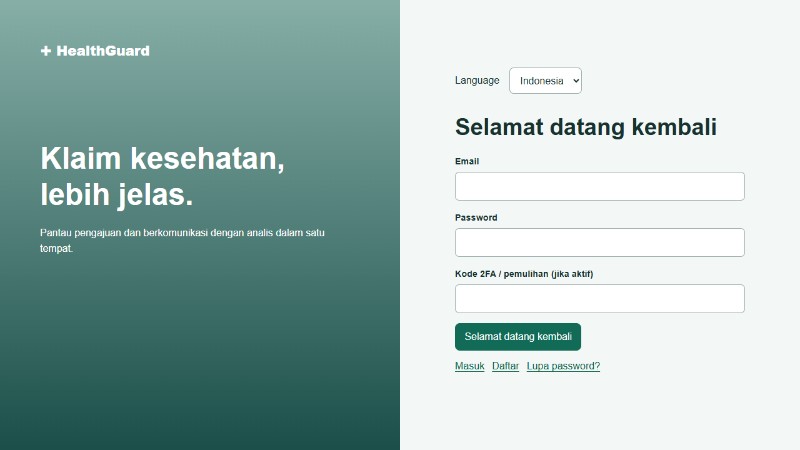 + HealthGuard
Klaim kesehatan,
lebih jelas.
Pantau pengajuan dan berkomunikasi dengan analis dalam satu
tempat.
Language Indonesia
Selamat datang kembali
Email
Password
Kode 2FA / pemulihan (jika aktif)
Selamat datang kembali
Masuk Daftar Lupa password?